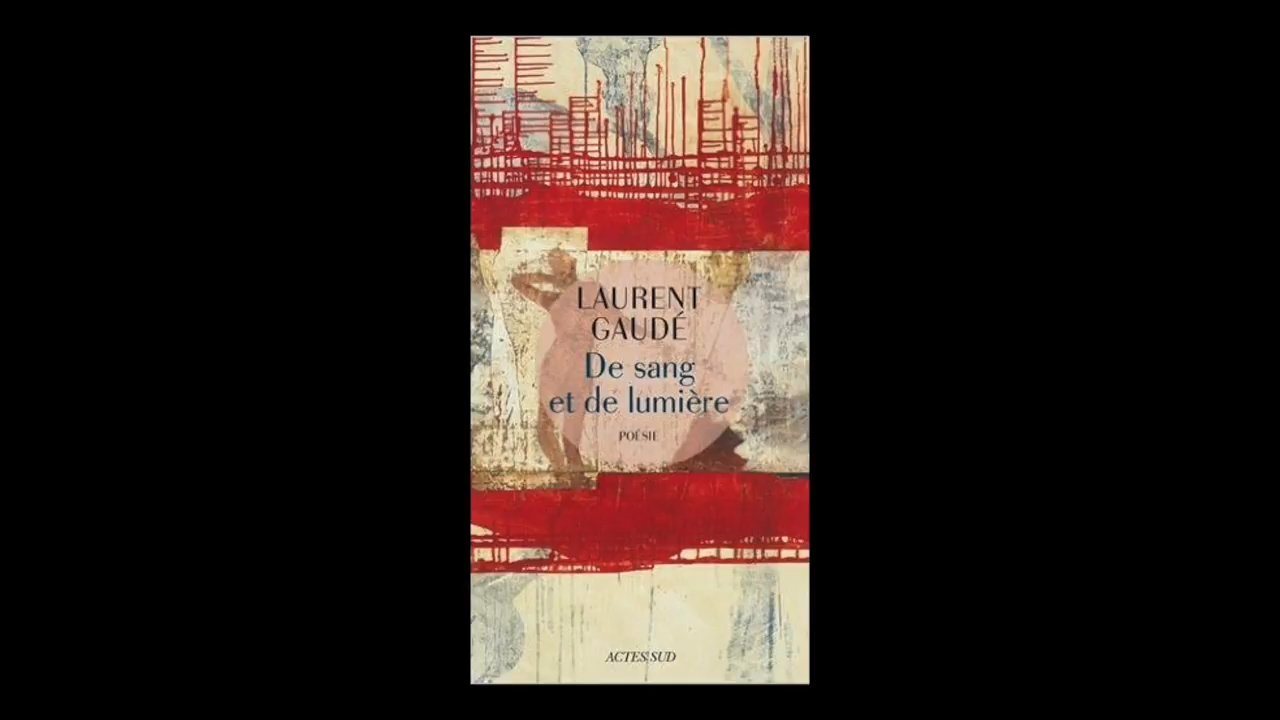 LAURENT
GAUDÉ
De sang
et de lumière
POÉSIE
ACTES SUD